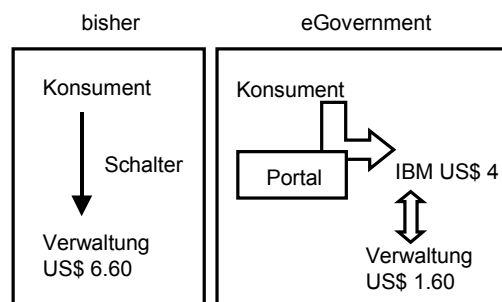 bisher
Konsument
Schalter
Verwaltung
US$ 6.60
eGovernment
Konsument
Portal
IBM US$ 4
Verwaltung
US$ 1.60